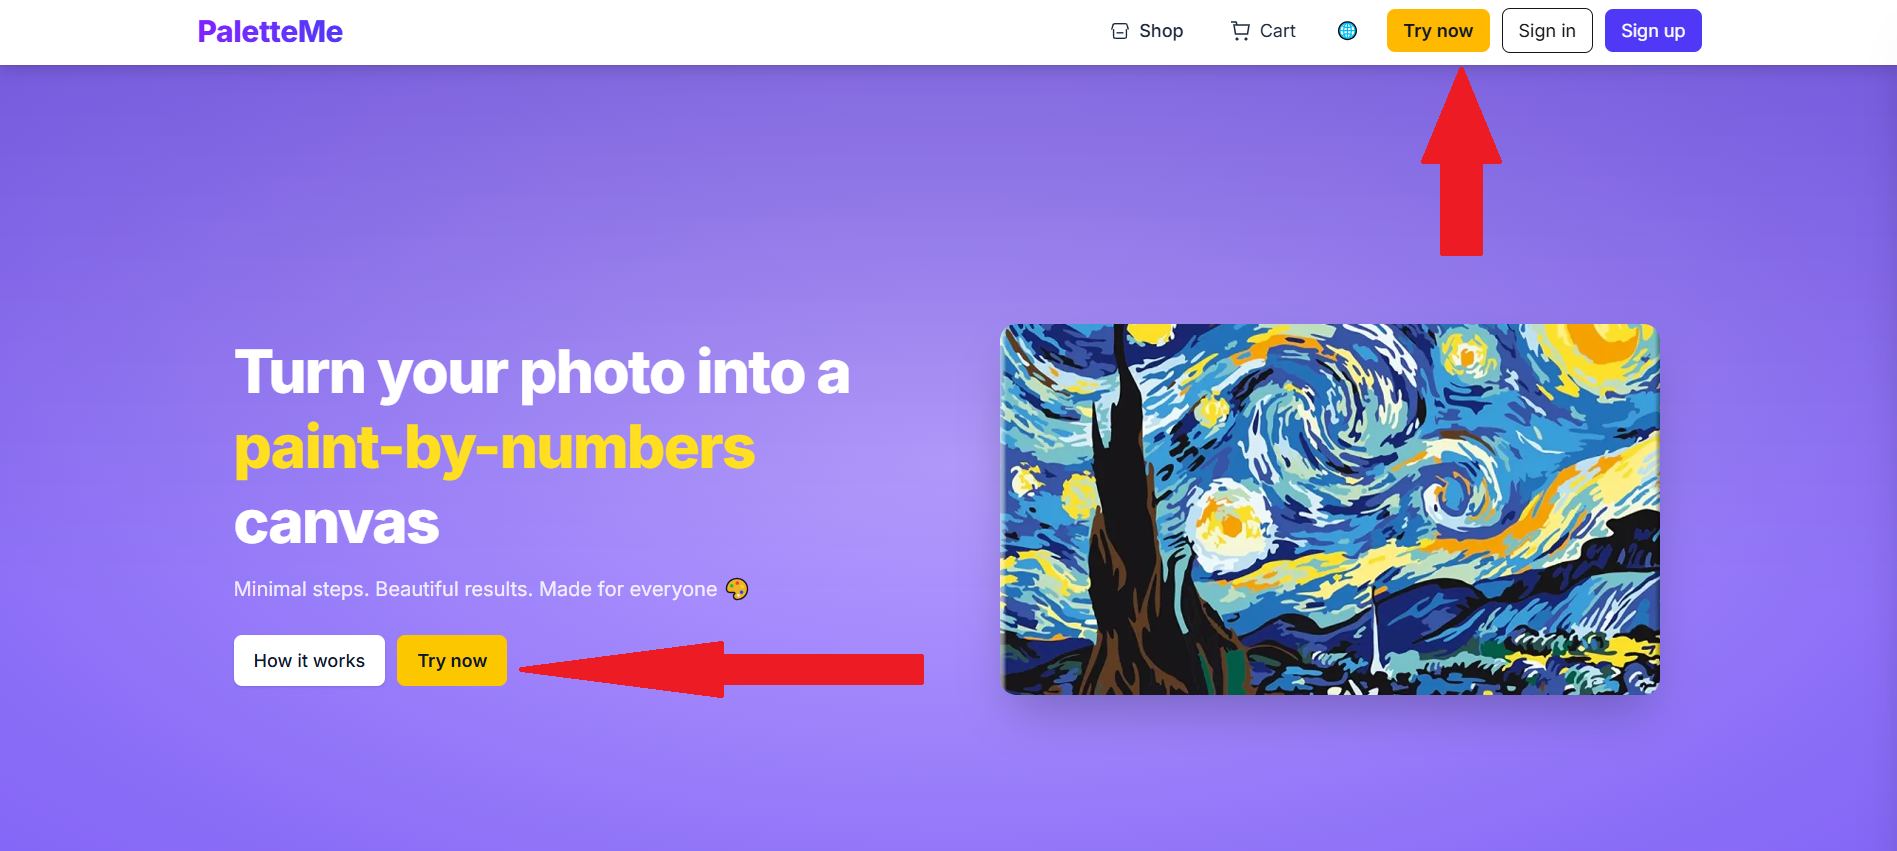 PaletteMe
Shop
Cart
Try now
Sign in
Sign up
Turn your photo into a
paint-by-numbers
canvas
Minimal steps. Beautiful results. Made for everyone 🎨
How it works
Try now